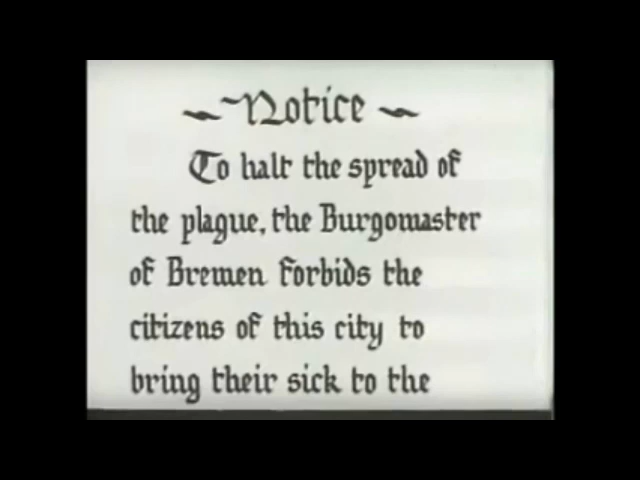 ~~Notice~
To halt the spread of
the plague, the Burgomaster
of Bremen forbids the
citizens of this city to
bring their sick to the